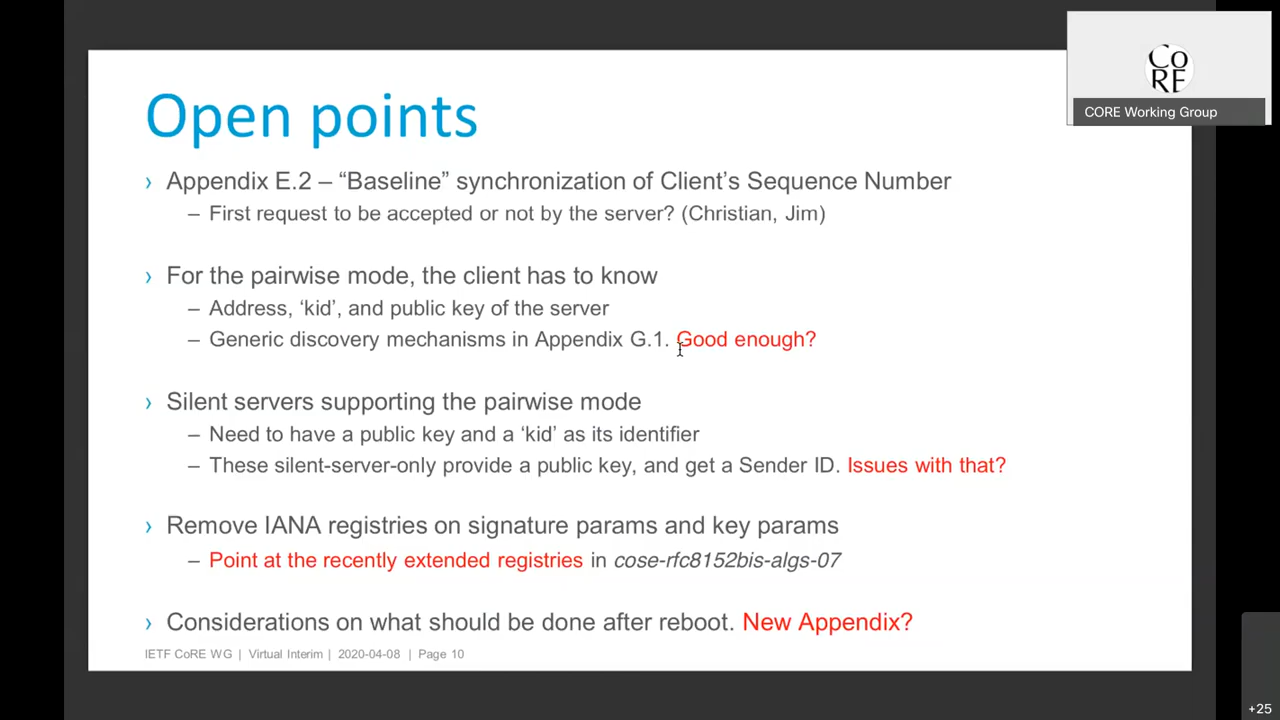 Open points
› Appendix E.2 – “Baseline” synchronization of Client’s Sequence Number
– First request to be accepted or not by the server? (Christian, Jim)
› For the pairwise mode, the client has to know
– Address, ‘kid’, and public key of the server
– Generic discovery mechanisms in Appendix G.1. Good enough?
› Silent servers supporting the pairwise mode
– Need to have a public key and a ‘kid’ as its identifier
– These silent-server-only provide a public key, and get a Sender ID. Issues with that?
› Remove IANA registries on signature params and key params
– Point at the recently extended registries in cose-rfc8152bis-algs-07
› Considerations on what should be done after reboot. New Appendix?
IETF CoRE WG | Virtual Interim | 2020-04-08 | Page 10
Co
RE
CORE Working Group
+25